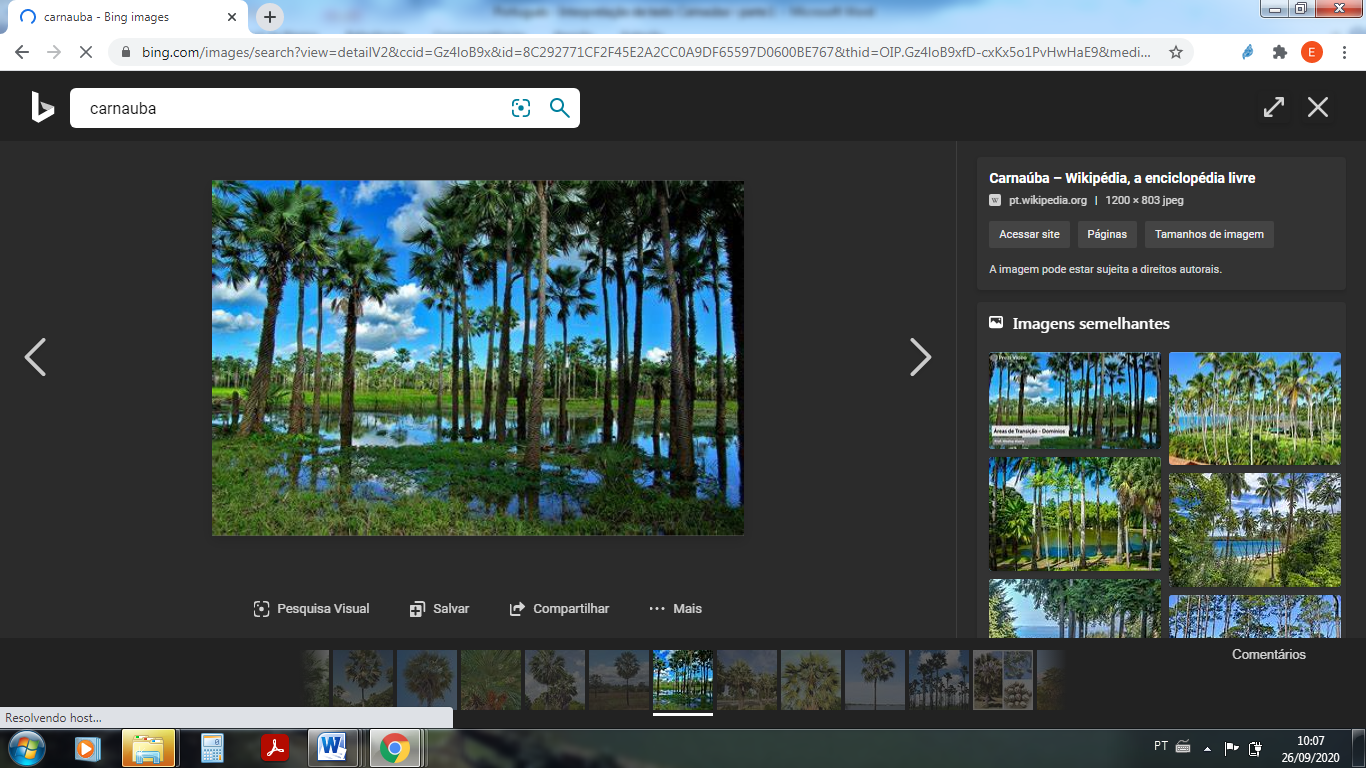 carnauba - Bing images
bing.com/images/search?view=detailV2&ccid=Gz4loB9x&id=8C292771CF2F45E2A2CC0A9DF65597D0600BE767&thid=OIP.Gz4loB9xfD-cxKx5o1PvHwHaE9&medi...
E
carnauba
Carnaúba – Wikipédia, a enciclopédia livre
pt.wikipedia.org | 1200 × 803 jpeg
Acessar site
Páginas
Tamanhos de imagem
A imagem pode estar sujeita a direitos autorais.
Imagens semelhantes
Áreas de Transição - Domínios
Pesquisa Visual
Salvar
Compartilhar
Mais
Comentários
Resolvendo host...
PT
10:07
26/09/2020